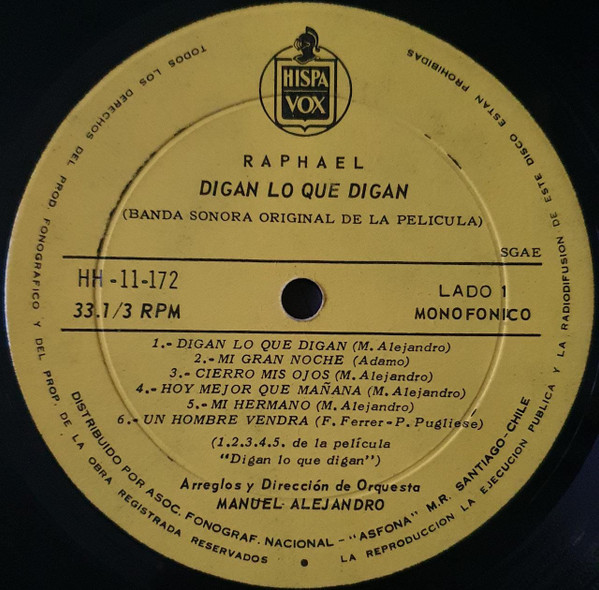 HISPA
VOX
RAPHAEL
DIGAN LO QUE DIGAN
(BANDA SONORA ORIGINAL DE LA PELICULA)
SGAE
HH-11-172
33.1/3 RPM
LADO 1
MONOFONICO
1.- DIGAN LO QUE DIGAN (M. Alejandro)
2.- MI GRAN NOCHE (Adamo)
3.- CIERRO MIS OJOS (M. Alejandro)
4.- HOY MEJOR QUE MAÑANA (M. Alejandro)
5.- MI HERMANO (M. Alejandro)
6.- UN HOMBRE VENDRA (F. Ferrer-P. Pugliese)
(1.2.3.4.5. de la película
"Digan lo que digan")
Arreglos y Dirección de Orquesta
MANUEL ALEJANDRO
DISTRIBUIDO POR ASOC. FONOGRAF. NACIONAL - "ASFONA" M.R. SANTIAGO-CHILE
TODOS LOS DERECHOS DEL PROD FONOGRAFICO Y DEL PROP. DE LA OBRA REGISTRADA RESERVADOS • LA REPRODUCCION LA EJECUCION PUBLICA Y LA RADIODIFUSION DE ESTE DISCO ESTAN PROHIBIDAS